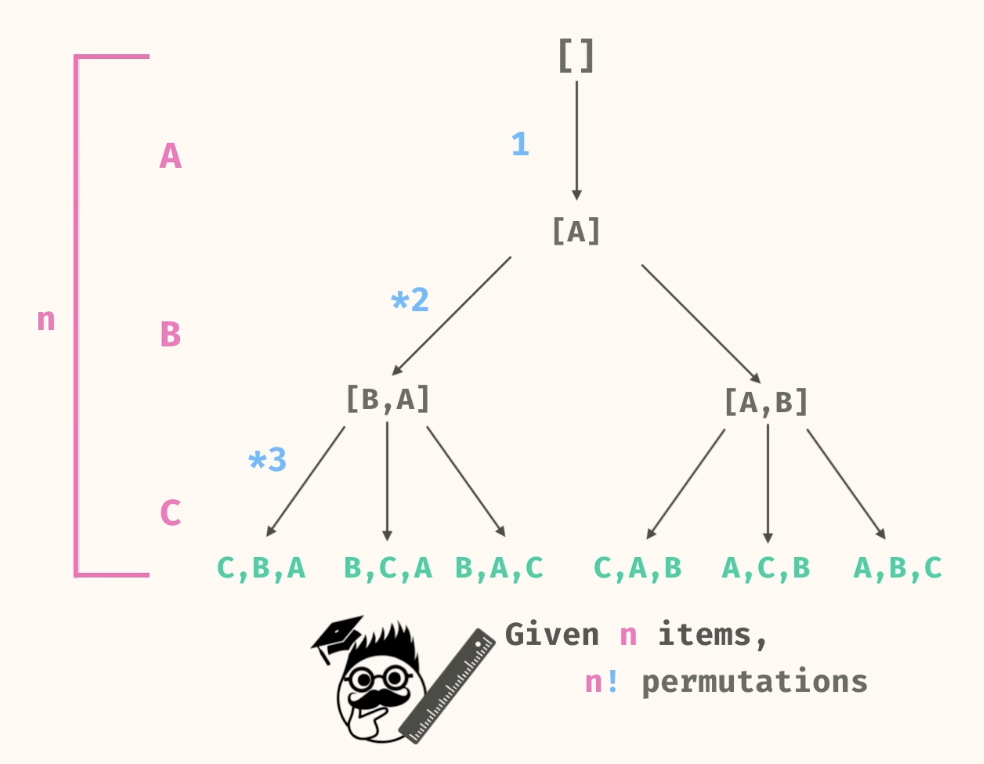 []
1
A
[A]
*2
n
B
[B,A]
[A,B]
*3
C
C,B,A B,C,A B,A,C C,A,B A,C,B A,B,C
Given n items,
n! permutations